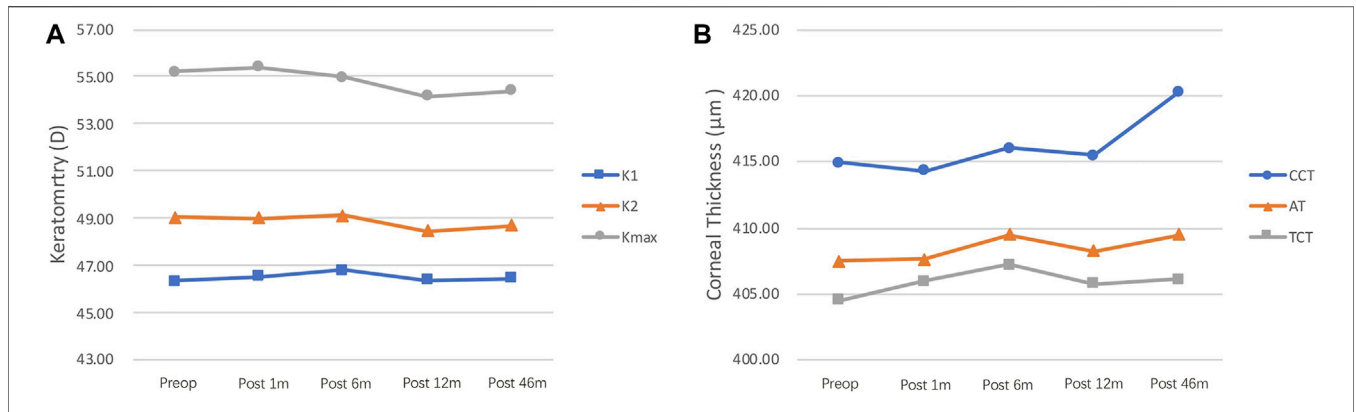 A
57.00
55.00
53.00
51.00
49.00
47.00
45.00
43.00
Keratomrtry (D)
Preop Post 1m Post 6m Post 12m Post 46m
K1
K2
Kmax
B
425.00
420.00
415.00
410.00
405.00
400.00
Corneal Thickness (μm )
Preop Post 1m Post 6m Post 12m Post 46m
CCT
AT
TCT